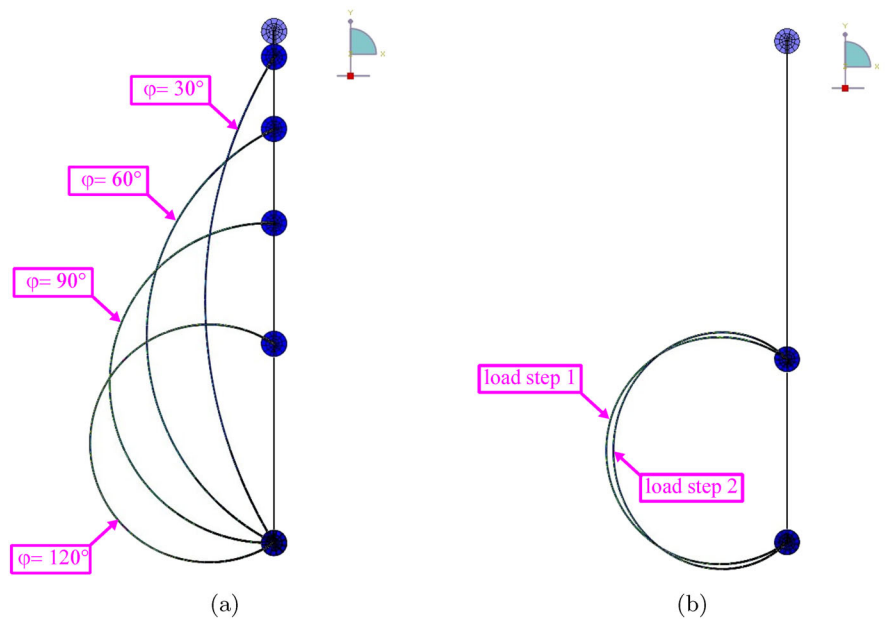 Y
X
φ= 30°
φ= 60°
φ= 90°
φ= 120°
(a)
Y
X
load step 1
load step 2
(b)